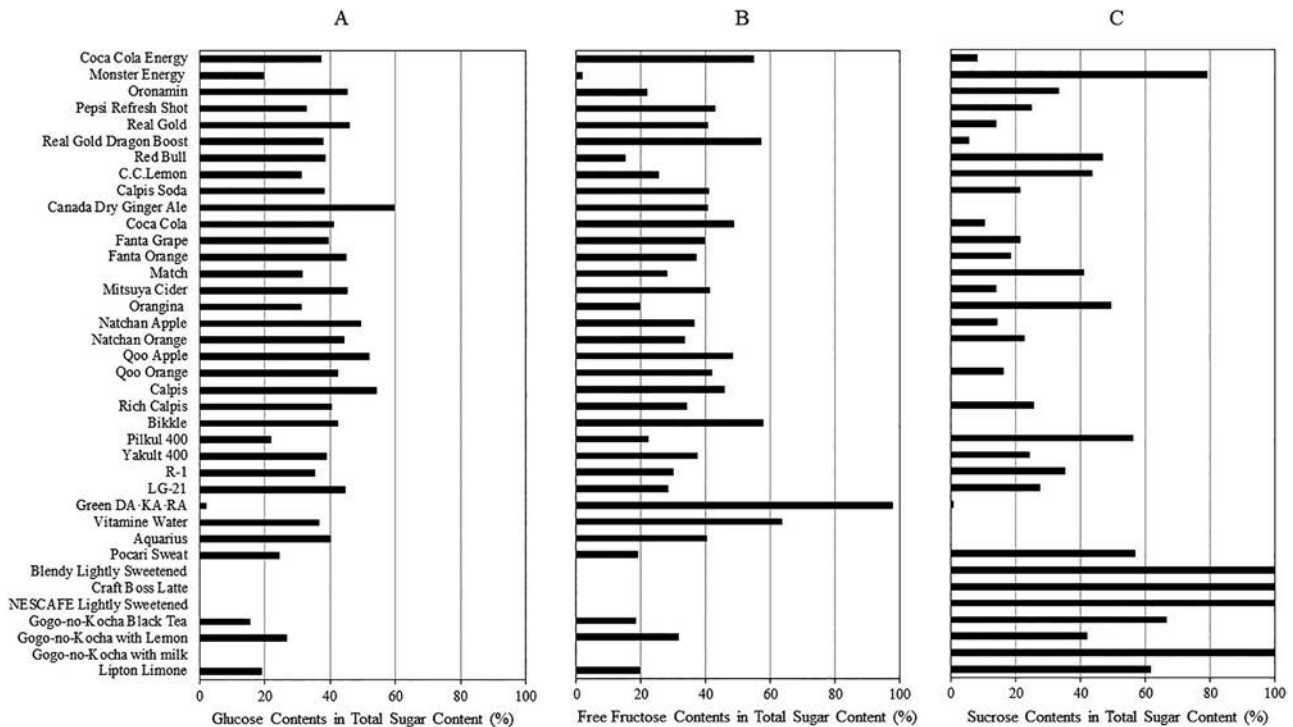 A B C
Coca Cola Energy
Monster Energy
Oronamin
Pepsi Refresh Shot
Real Gold
Real Gold Dragon Boost
Red Bull
C.C.Lemon
Calpis Soda
Canada Dry Ginger Ale
Coca Cola
Fanta Grape
Fanta Orange
Match
Mitsuya Cider
Orangina
Natchan Apple
Natchan Orange
Qoo Apple
Qoo Orange
Calpis
Rich Calpis
Bikkle
Pilkul 400
Yakult 400
R-1
LG-21
Green DA·KA·RA
Vitamine Water
Aquarius
Pocari Sweat
Blendy Lightly Sweetened
Craft Boss Latte
NESCAFE Lightly Sweetened
Gogo-no-Kocha Black Tea
Gogo-no-Kocha with Lemon
Gogo-no-Kocha with milk
Lipton Limone
0 20 40 60 80 100 0 20 40 60 80 100 0 20 40 60 80 100
Glucose Contents in Total Sugar Content (%) Free Fructose Contents in Total Sugar Content (%) Sucrose Contents in Total Sugar Content (%)